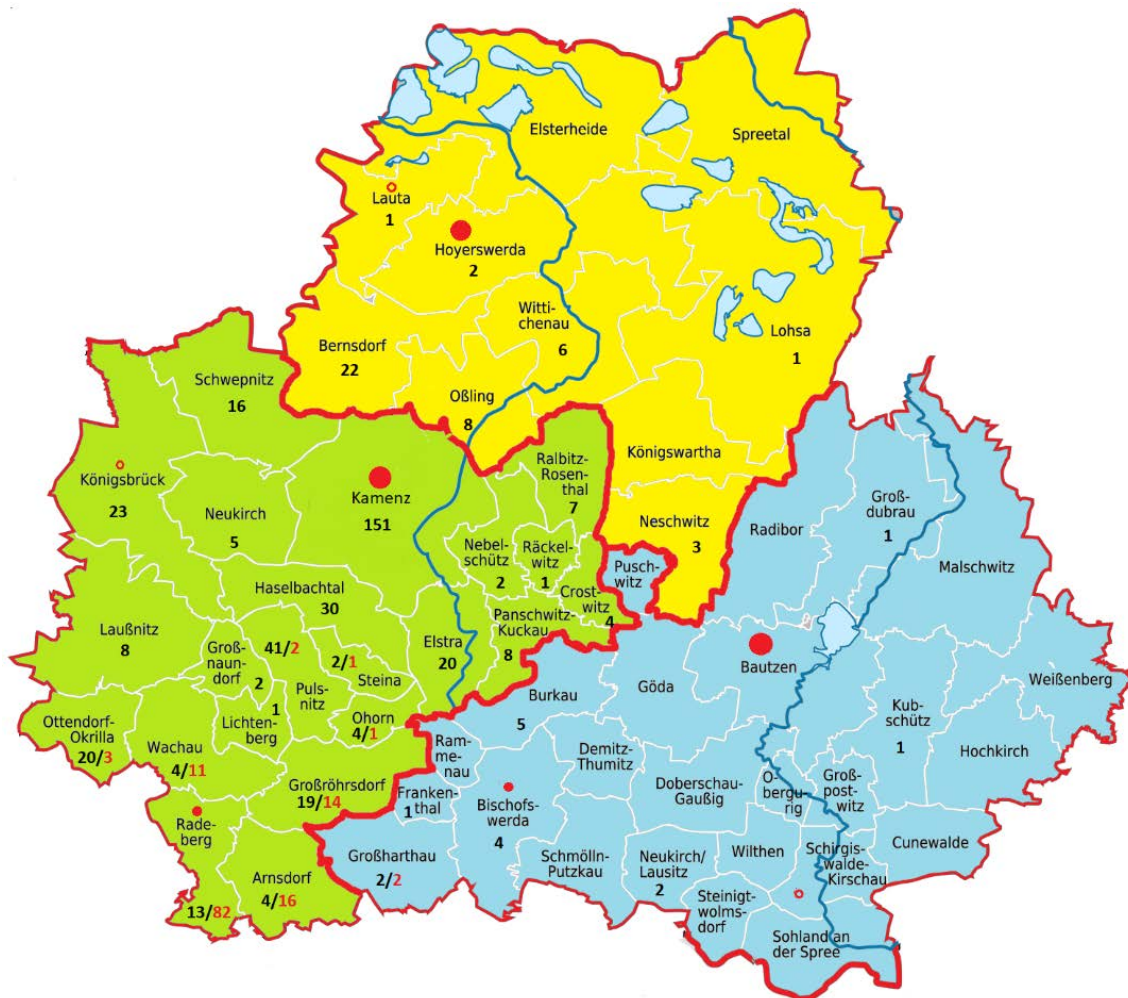 Elsterheide
Spreetal
Lauta
1
Hoyerswerda
2
Witti-
chenau
6
Lohsa
1
Bernsdorf
22
Oßling
8
Königswartha
Neschwitz
3
Schwepnitz
16
Königsbrück
23
Neukirch
5
Kamenz
151
Ralbitz-
Rosenthal
7
Nebel-
schütz
2
Räckel-
witz
1
Crost-
witz
4
Panschwitz-
Kuckau
8
Haselbachtal
30
Laußnitz
8
Groß-
naun-
dorf
2
41/2
Puls-
nitz
2/1
Steina
Elstra
20
1
Lichten-
berg
Ohorn
4/1
Ottendorf-
Okrilla
20/3
Wachau
4/11
Großröhrsdorf
19/14
Rade-
berg
13/82
Arnsdorf
4/16
Pusch-
witz
Radibor
Groß-
dubrau
1
Malschwitz
Bautzen
Göda
Burkau
5
Weißenberg
Kub-
schütz
1
Hochkirch
Ram-
me-
nau
Demitz-
Thumitz
Franken-
thal
1
Bischofs-
werda
4
Doberschau-
Gaußig
O-
bergu-
rig
Groß-
post-
witz
Großharthau
2/2
Schmölln-
Putzkau
Neukirch/
Lausitz
2
Wilthen
Schirgis-
walde-
Kirschau
Cunewalde
Steinigt-
wolms-
dorf
Sohland an
der Spree